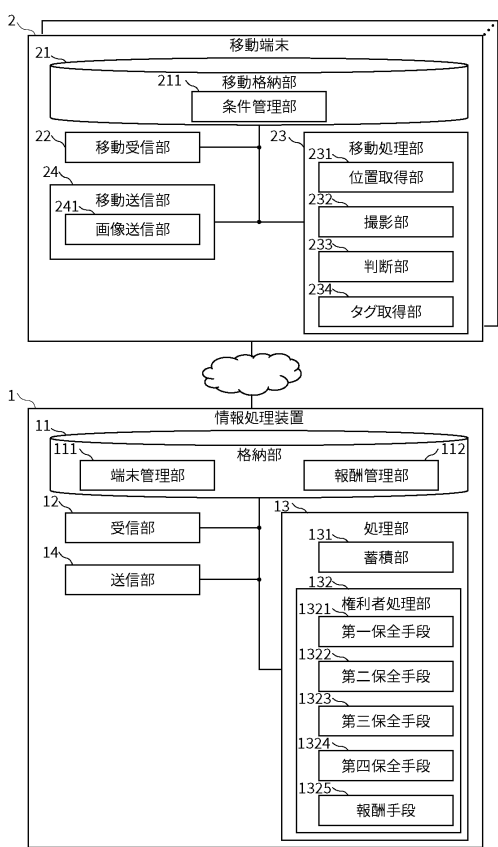 2
移動端末
21
移動格納部
211
条件管理部
22
移動受信部
23
移動処理部
231
位置取得部
24
移動送信部
232
撮影部
241
画像送信部
233
判断部
234
タグ取得部
1
情報処理装置
11
格納部
111
端末管理部
112
報酬管理部
12
受信部
13
処理部
131
蓄積部
14
送信部
132
権利者処理部
1321
第一保全手段
1322
第二保全手段
1323
第三保全手段
1324
第四保全手段
1325
報酬手段